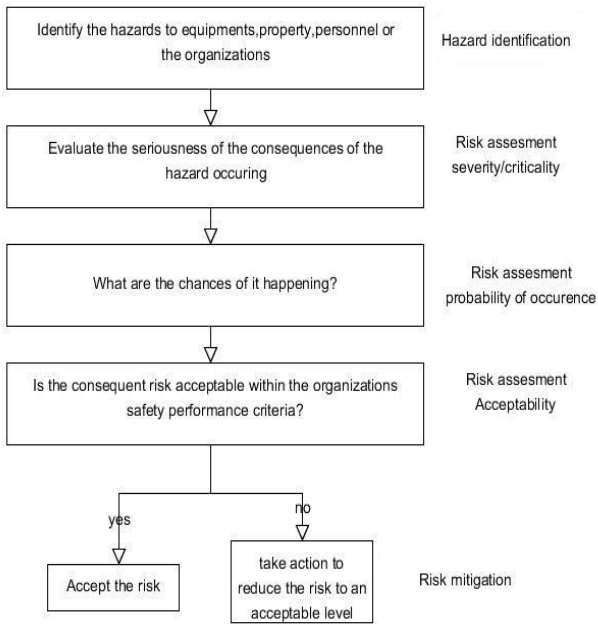 Identify the hazards to equipments,property,personnel or
the organizations
Hazard identification
Evaluate the seriousness of the consequences of the
hazard occuring
Risk assesment
severity/criticality
What are the chances of it happening?
Risk assesment
probability of occurence
Is the consequent risk acceptable within the organizations
safety performance criteria?
Risk assesment
Acceptability
yes
no
Accept the risk
take action to
reduce the risk to an
acceptable level
Risk mitigation